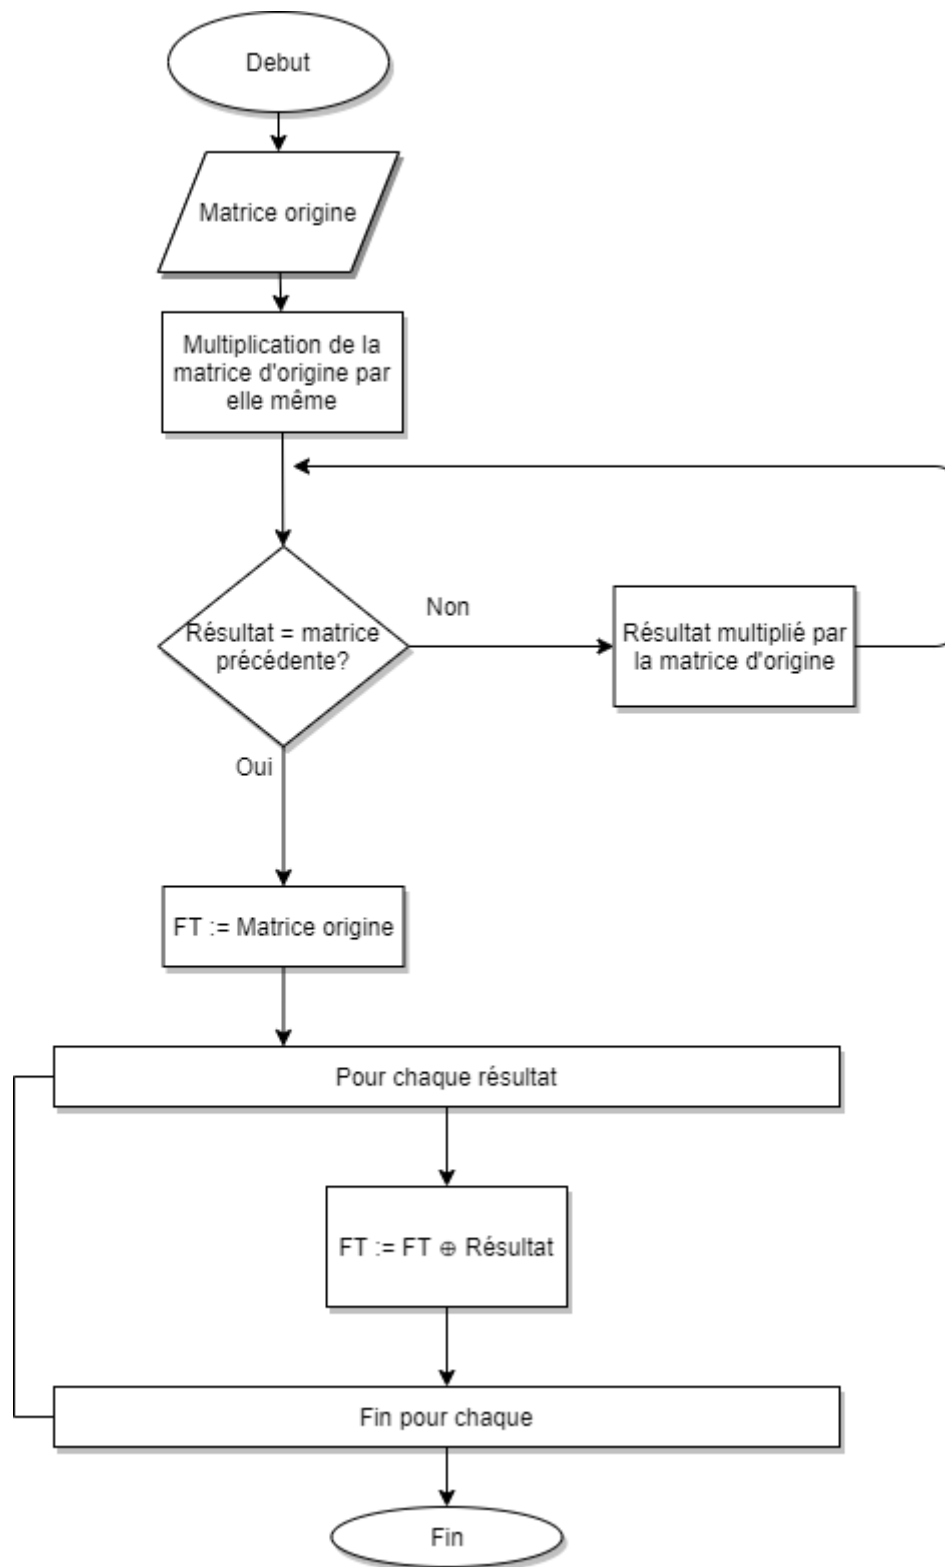 Debut
Matrice origine
Multiplication de la
matrice d'origine par
elle même
Non
Résultat = matrice
précédente?
Résultat multiplié par
la matrice d'origine
Oui
FT := Matrice origine
Pour chaque résultat
FT := FT ⊕ Résultat
Fin pour chaque
Fin